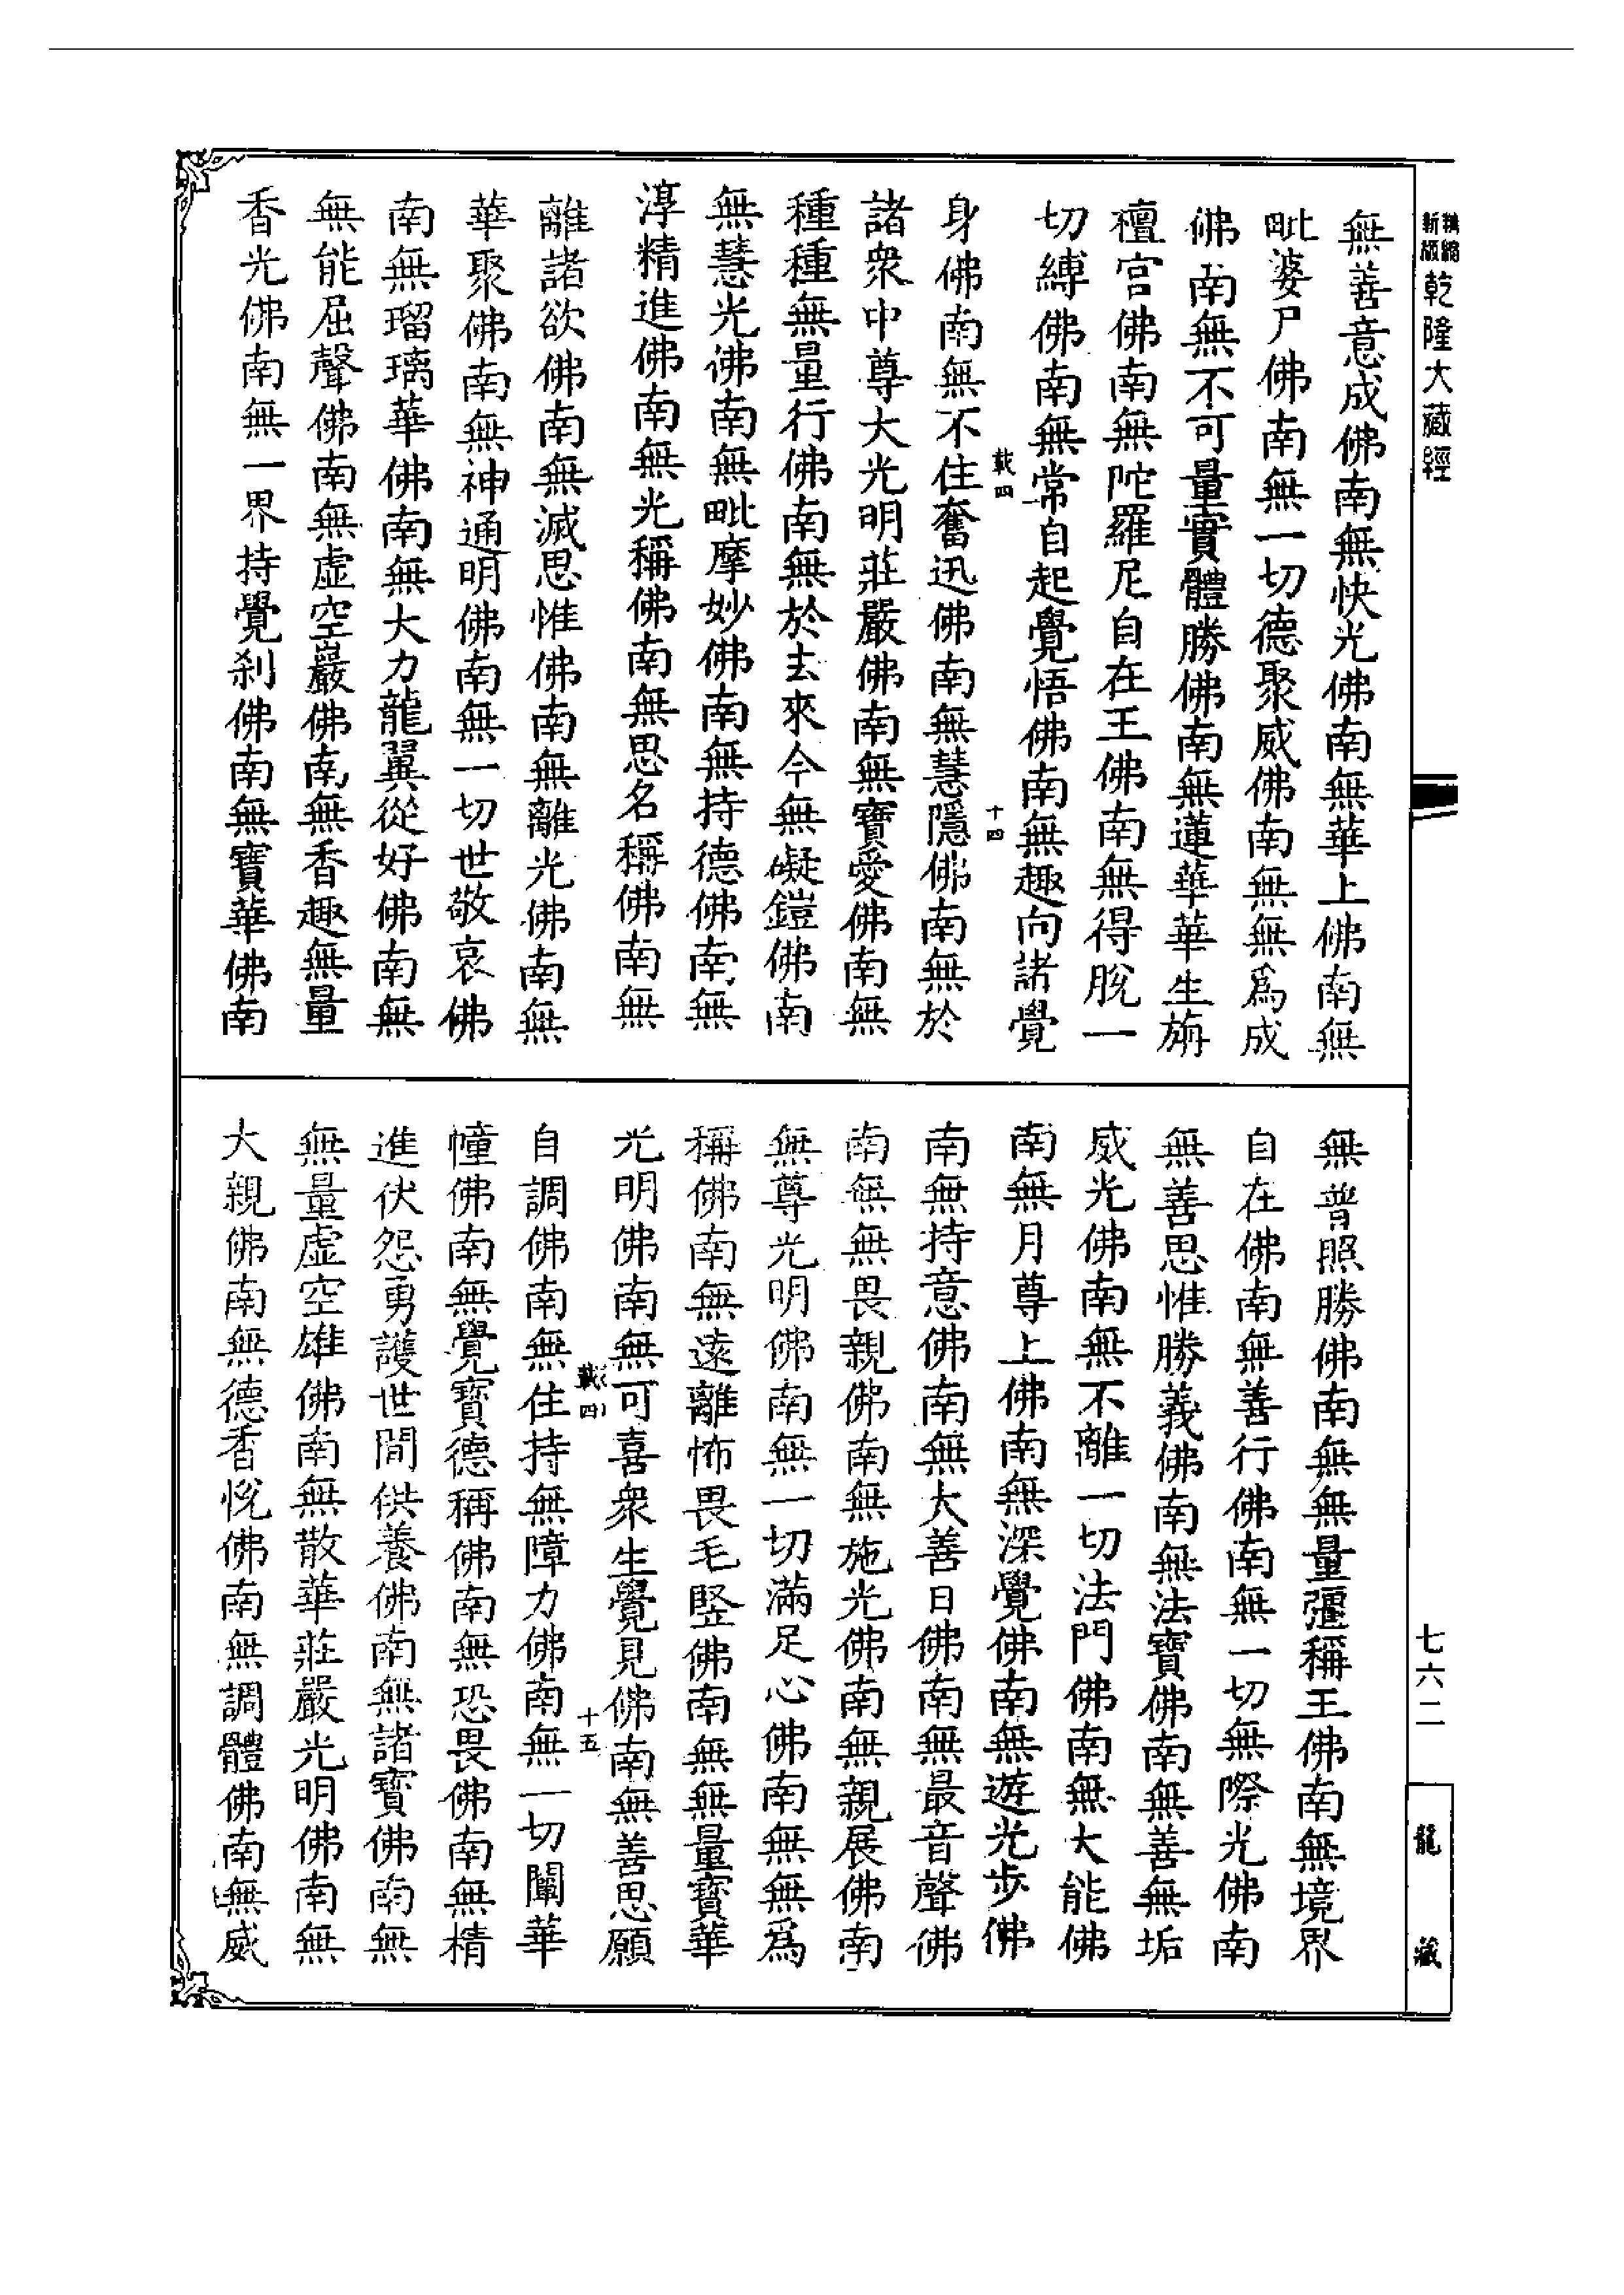 新版精縮乾隆大藏經
無善意成佛南無快光佛南無華上佛南無
毗婆尸佛南無一切德聚威佛南無無爲成
佛南無不可量實體勝佛南無蓮華華生旃
檀宮佛南無陀羅尼自在王佛南無得脫一
切縛佛南無常自起覺悟佛南無趣向諸覺
載四 十四
身佛南無不住奮迅佛南無慧隱佛南無於
諸衆中尊大光明莊嚴佛南無寶愛佛南無
種種無量行佛南無於去來今無礙鎧佛南
無慧光佛南無毗摩妙佛南無持德佛南無
淳精進佛南無光稱佛南無思名稱佛南無
離諸欲佛南無滅思惟佛南無離光佛南無
華聚佛南無神通明佛南無一切世敬哀佛
南無瑠璃華佛南無大力龍翼從好佛南無
無能屈聲佛南無虛空巖佛南無香趣無量
香光佛南無一界持覺刹佛南無寶華佛南
無普照勝佛南無無量彊稱王佛南無境界
自在佛南無善行佛南無一切無際光佛南
無善思惟勝義佛南無法寶佛南無善無垢
威光佛南無不離一切法門佛南無大能佛
南無月尊上佛南無深覺佛南無遊光步佛
南無持意佛南無大善日佛南無最音聲佛
南無無畏親佛南無施光佛南無親展佛南
無尊光明佛南無一切滿足心佛南無無爲
稱佛南無遠離怖畏毛竪佛南無無量寶華
光明佛南無可喜衆生覺見佛南無善思願
載四 十五
自調佛南無住持無障力佛南無一切闡華
幢佛南無覺寶德稱佛南無恐畏佛南無精
進伏怨勇護世間供養佛南無諸寶佛南無
無量虛空雄佛南無散華莊嚴光明佛南無
大親佛南無德香悅佛南無調體佛南無威
七六二
龍藏